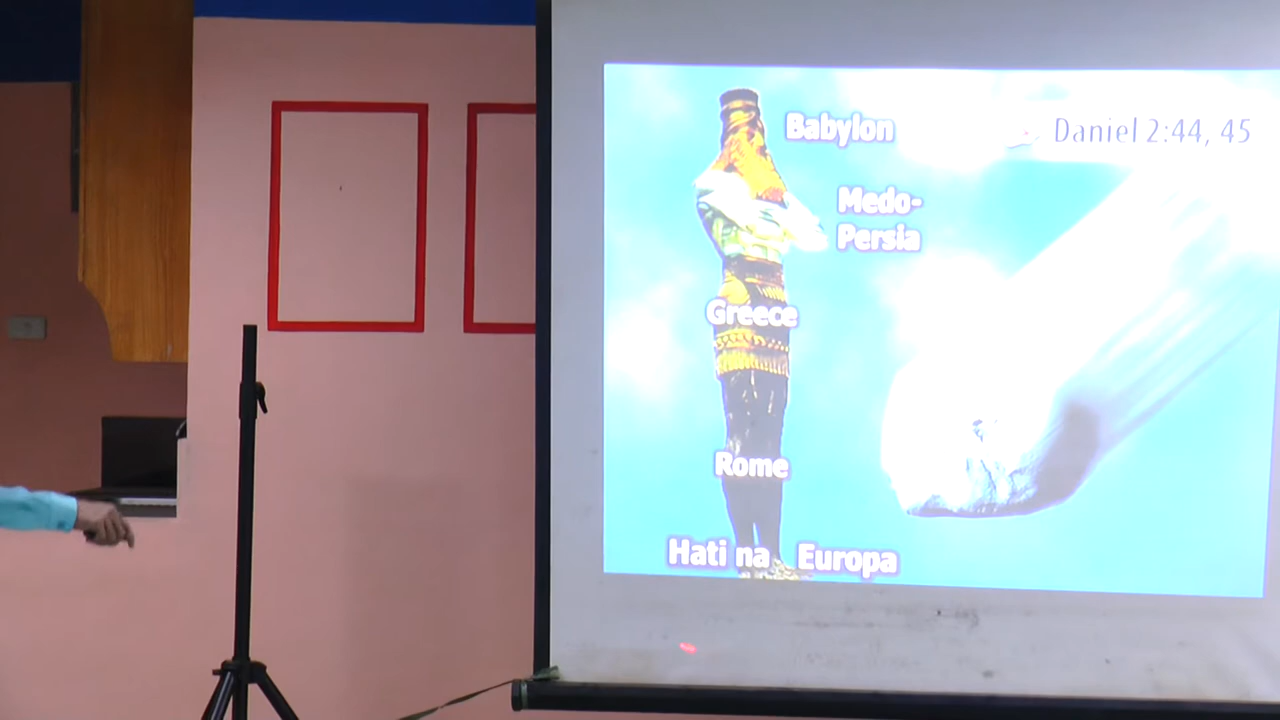 Babylon
Daniel 2:44, 45
Medo-
Persia
Greece
Rome
Hati na Europa